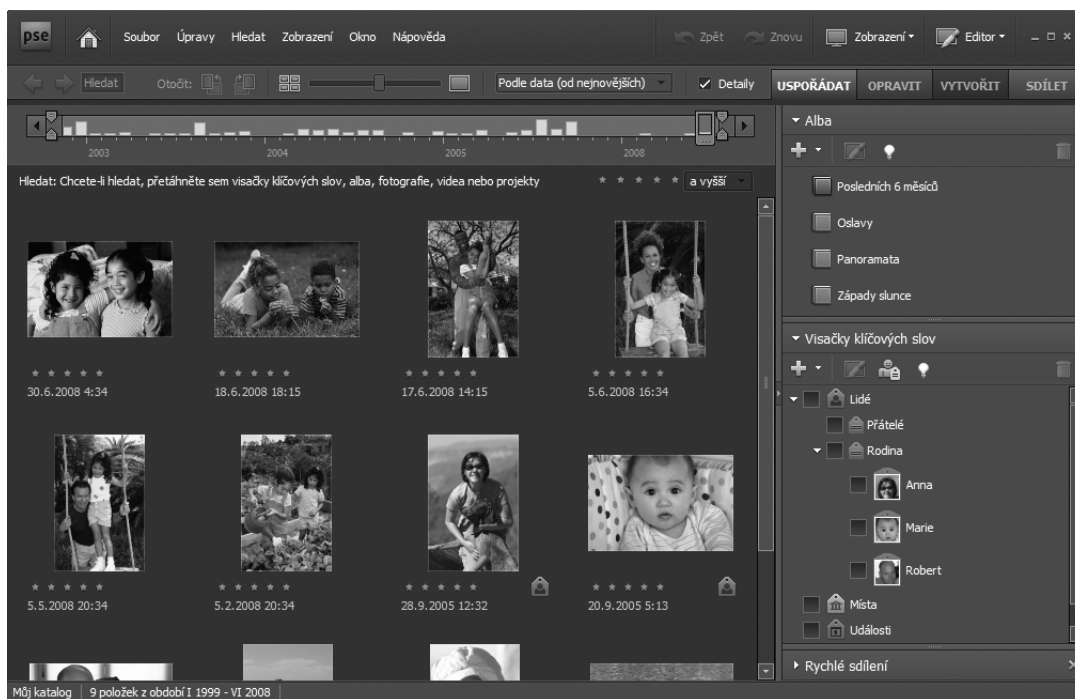 pse Soubor Úpravy Hledat Zobrazení Okno Nápověda Zpět Znovu Zobrazení Editor
Hledat Otočit: Podle data (od nejnovějších) Detaily USPOŘÁDAT OPRAVIT VYTVOŘIT SDÍLET
2003 2004 2005 2008
Hledat: Chcete-li hledat, přetáhněte sem visačky klíčových slov, alba, fotografie, videa nebo projekty a vyšší
30.6.2008 4:34 18.6.2008 18:15 17.6.2008 14:15 5.6.2008 16:34
5.5.2008 20:34 5.2.2008 20:34 28.9.2005 12:32 20.9.2005 5:13
Alba
Posledních 6 měsíců
Oslavy
Panoramata
Západy slunce
Visačky klíčových slov
Lidé
Přátelé
Rodina
Anna
Marie
Robert
Místa
Události
Rychlé sdílení
Můj katalog 9 položek z období I 1999 - VI 2008